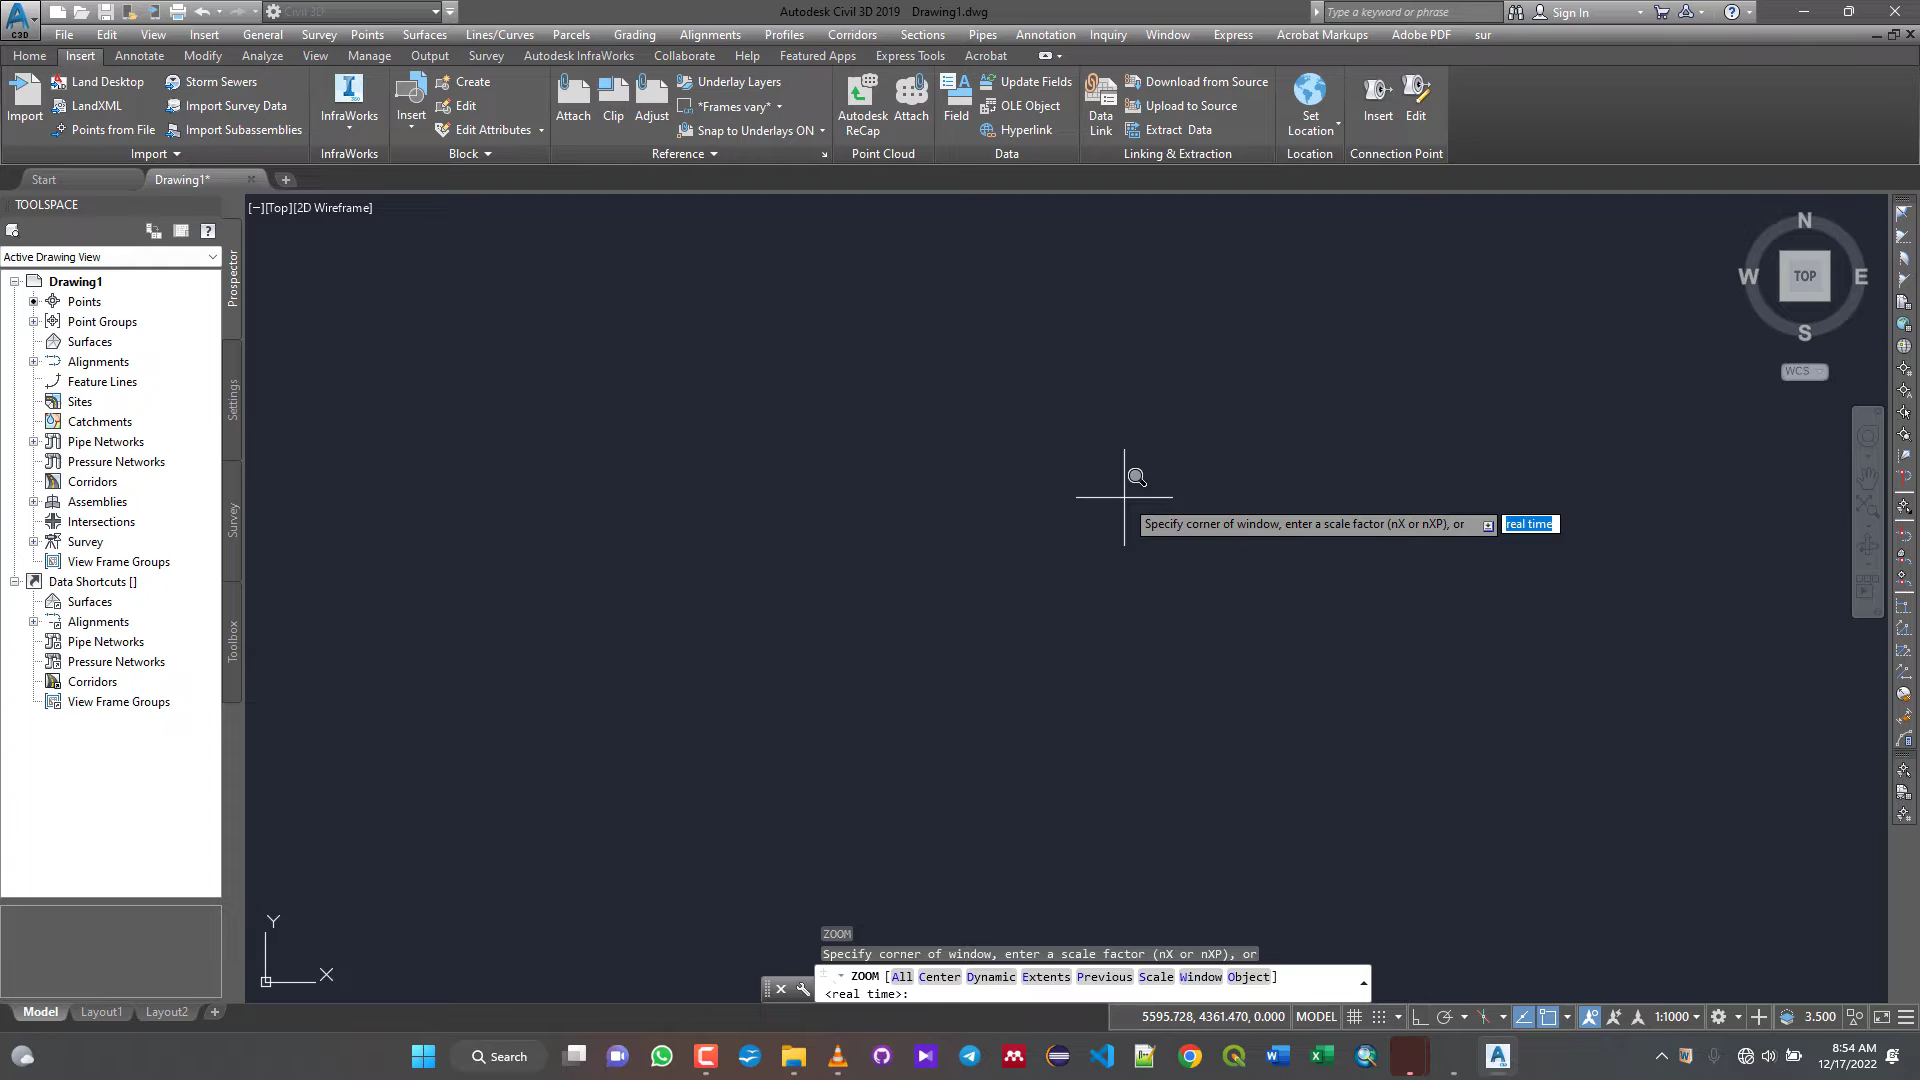 Civil 3D
Autodesk Civil 3D 2019 Drawing1.dwg
Type a keyword or phrase
Sign In
C3D
File Edit View Insert General Survey Points Surfaces Lines/Curves Parcels Grading Alignments Profiles Corridors Sections Pipes Annotation Inquiry Window Express Acrobat Markups Adobe PDF sur
Home Insert Annotate Modify Analyze View Manage Output Survey Autodesk InfraWorks Collaborate Help Featured Apps Express Tools Acrobat
Land Desktop Storm Sewers Create Underlay Layers Update Fields Download from Source
LandXML Import Survey Data Edit *Frames vary* OLE Object Upload to Source
Import InfraWorks Insert Attach Clip Adjust Autodesk ReCap Attach Field Data Link Set Location Insert Edit
Points from File Import Subassemblies Edit Attributes Snap to Underlays ON Hyperlink Extract Data
Import InfraWorks Block Reference Point Cloud Data Linking & Extraction Location Connection Point
Start Drawing1*
TOOLSPACE
[−][Top][2D Wireframe]
Active Drawing View
Prospector
Settings
Survey
Toolbox
Drawing1
Points
Point Groups
Surfaces
Alignments
Feature Lines
Sites
Catchments
Pipe Networks
Pressure Networks
Corridors
Assemblies
Intersections
Survey
View Frame Groups
Data Shortcuts []
Surfaces
Alignments
Pipe Networks
Pressure Networks
Corridors
View Frame Groups
N
W TOP E
S
WCS
Specify corner of window, enter a scale factor (nX or nXP), or real time
Y
X
ZOOM
Specify corner of window, enter a scale factor (nX or nXP), or
ZOOM [All Center Dynamic Extents Previous Scale Window Object]
<real time>:
Model Layout1 Layout2
5595.728, 4361.470, 0.000 MODEL 1:1000 3.500
Search
8:54 AM
12/17/2022